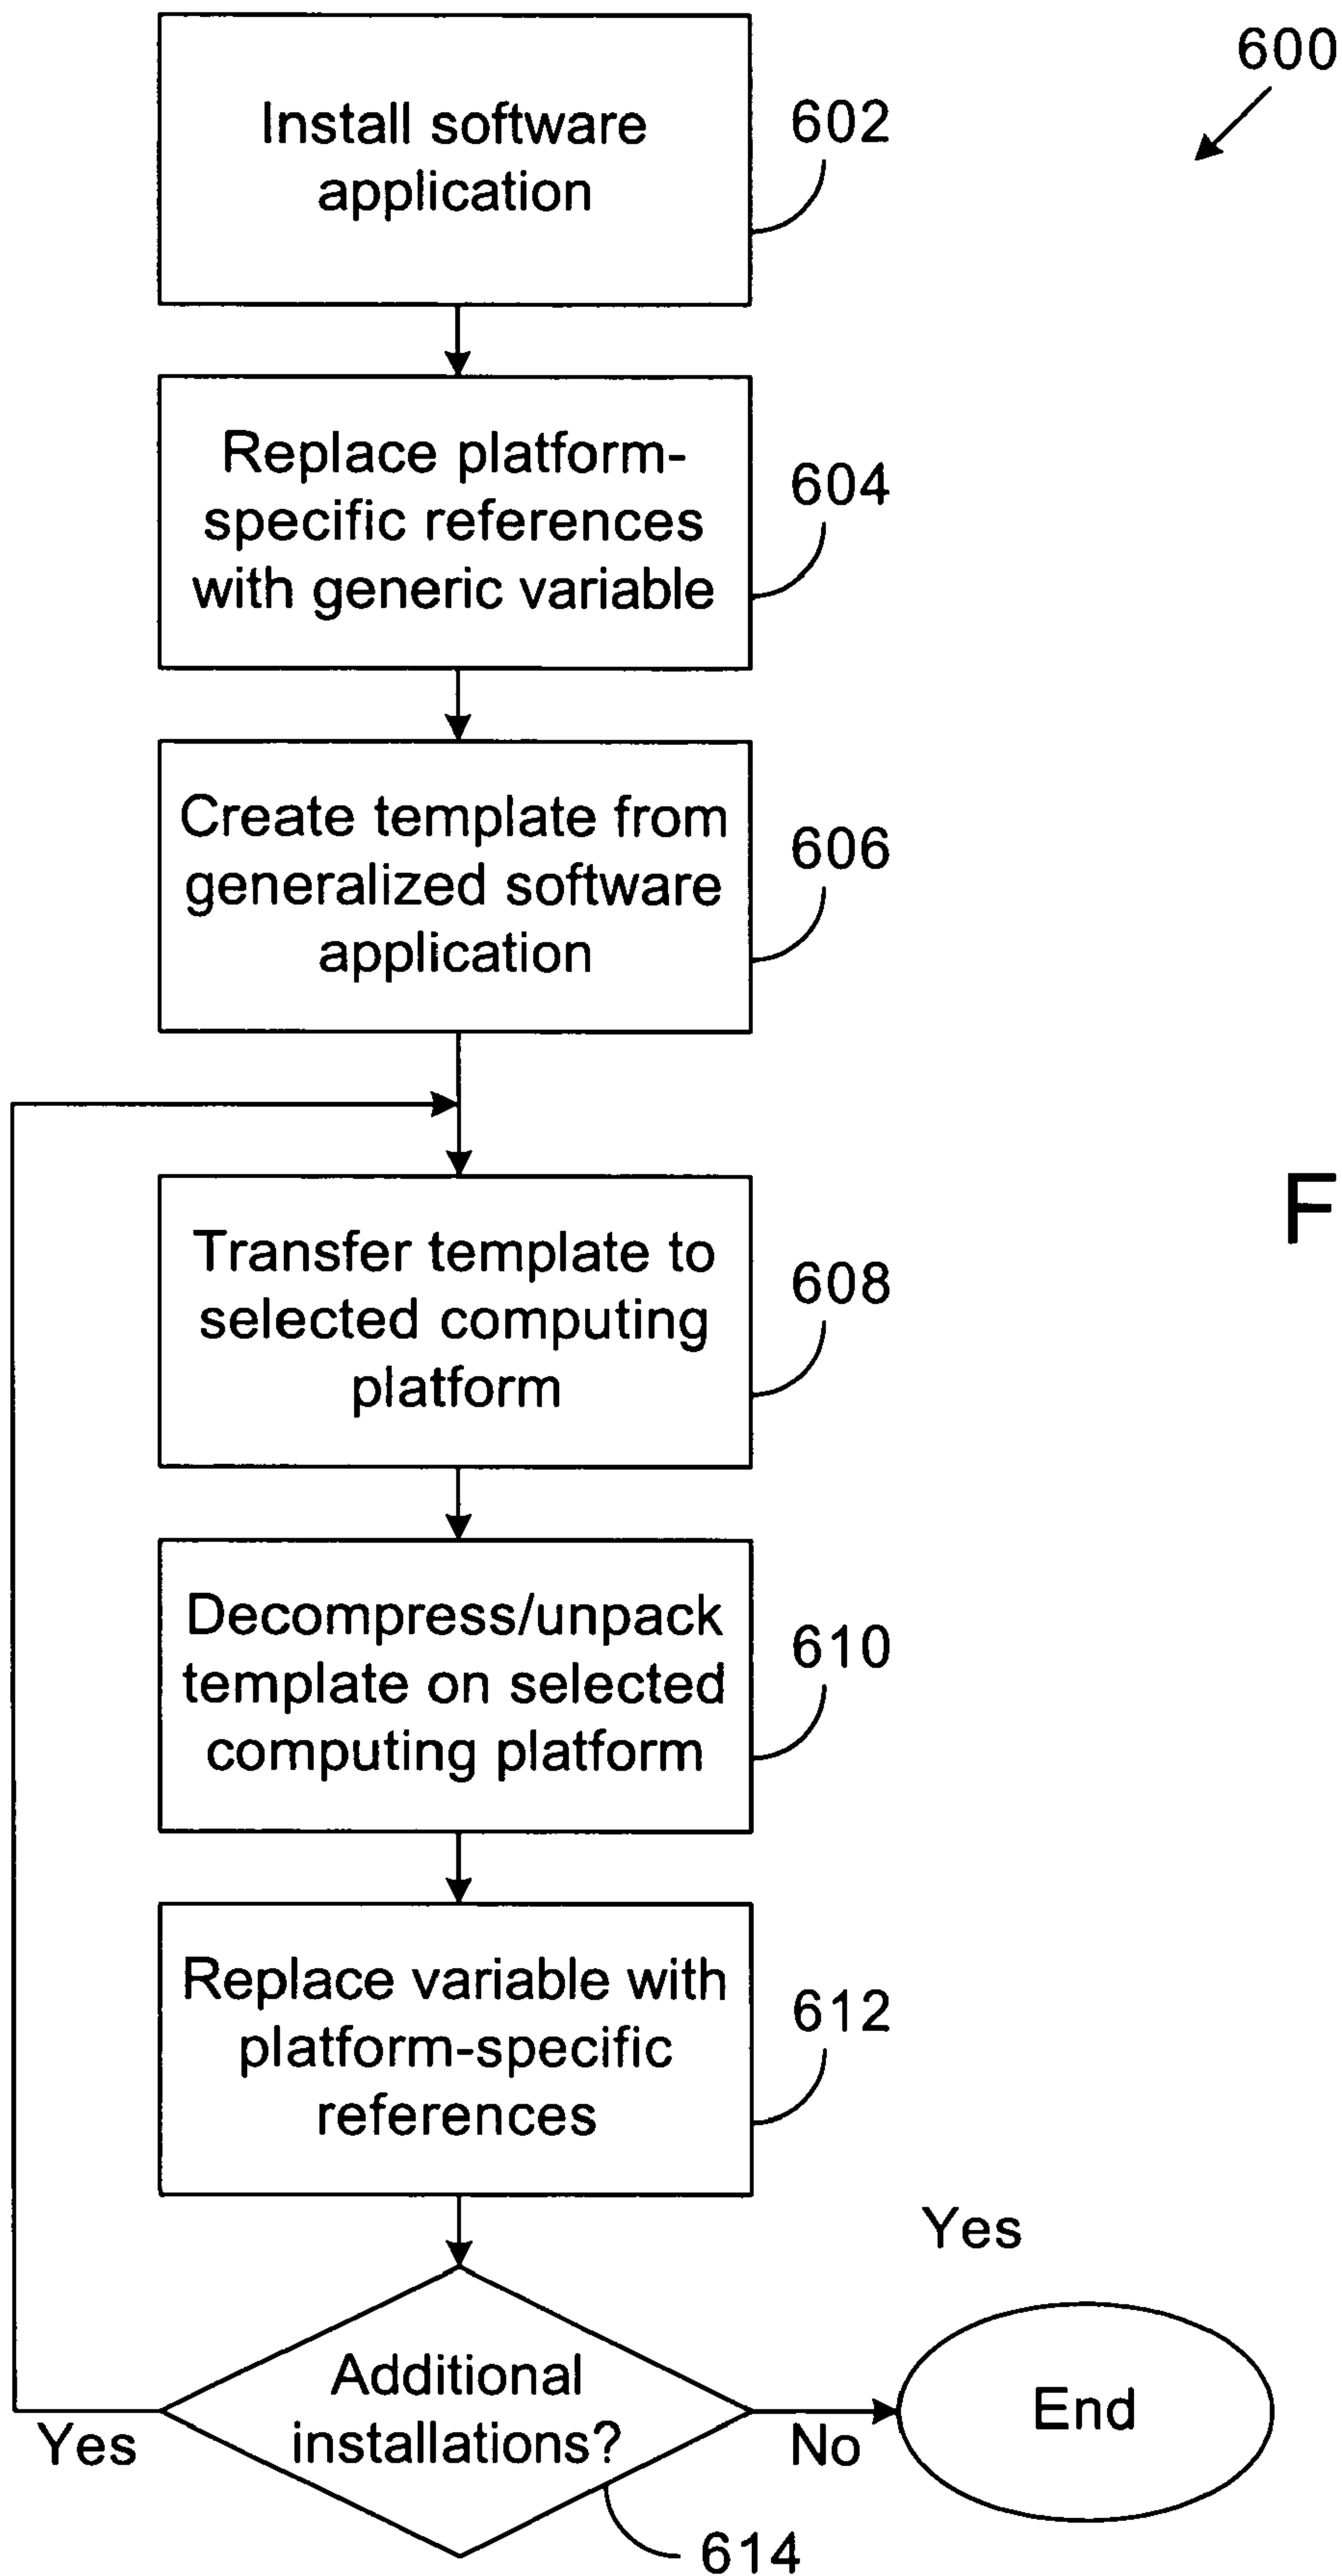 600
Install software
application
602
Replace platform-
specific references
with generic variable
604
Create template from
generalized software
application
606
F
Transfer template to
selected computing
platform
608
Decompress/unpack
template on selected
computing platform
610
Replace variable with
platform-specific
references
612
Yes
Additional
installations?
Yes
No
End
614